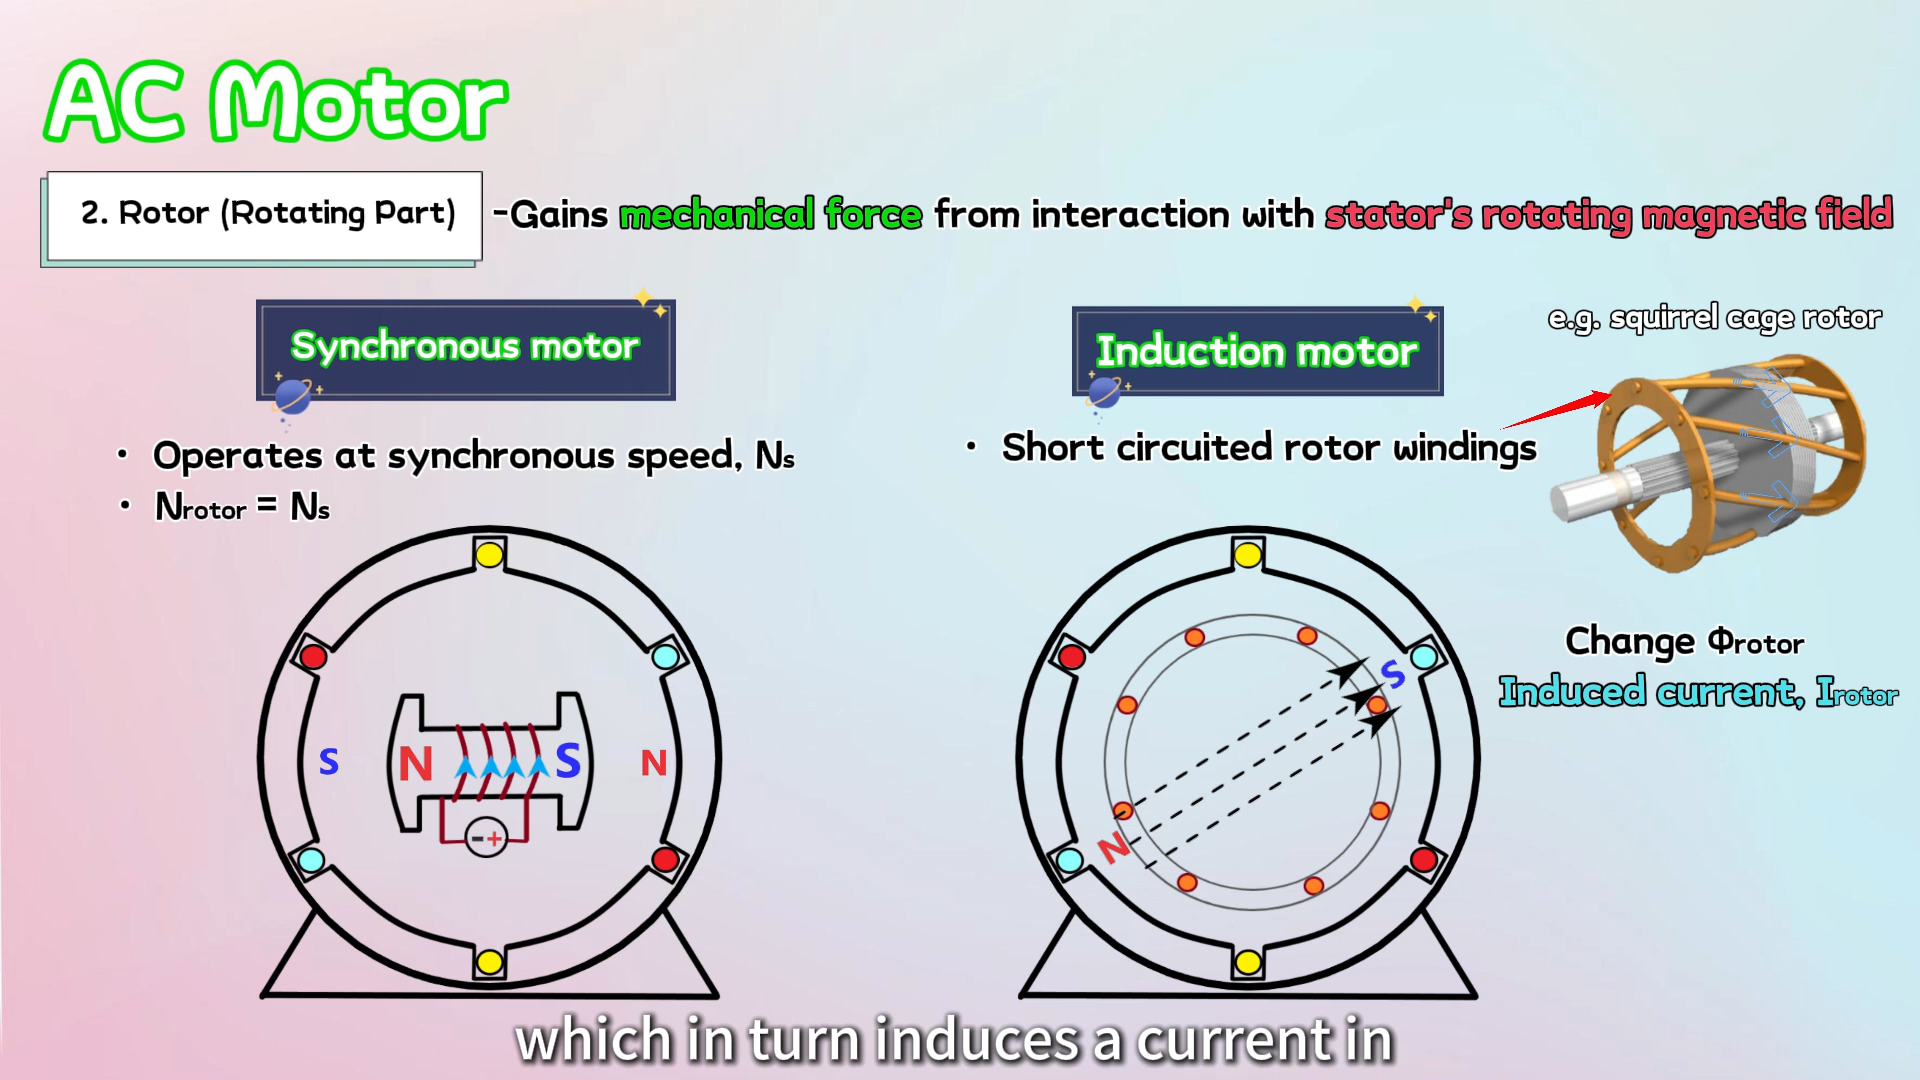 AC Motor
2. Rotor (Rotating Part)
-Gains mechanical force from interaction with stator's rotating magnetic field
Synchronous motor
• Operates at synchronous speed, Ns
• Nrotor = Ns
S
N
S
N
- +
Induction motor
• Short circuited rotor windings
e.g. squirrel cage rotor
S
N
Change Φrotor
Induced current, Irotor
which in turn induces a current in